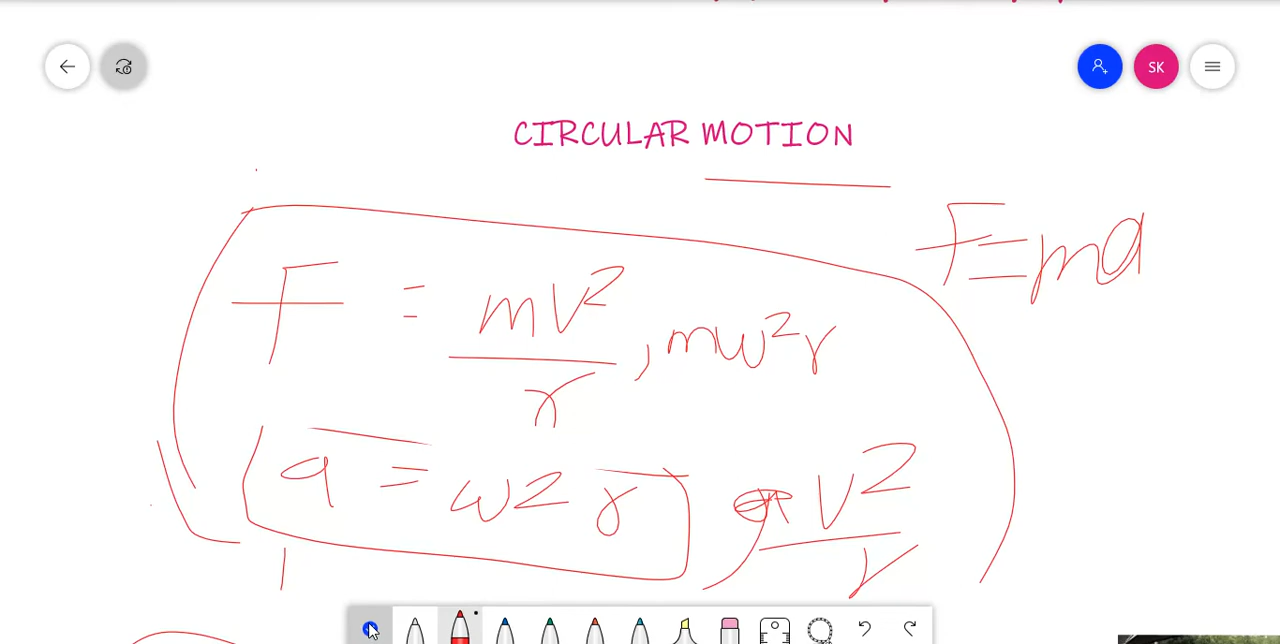 SK
CIRCULAR MOTION
F = ma
F = mv²/r, mω²r
a = ω2r or v²/r